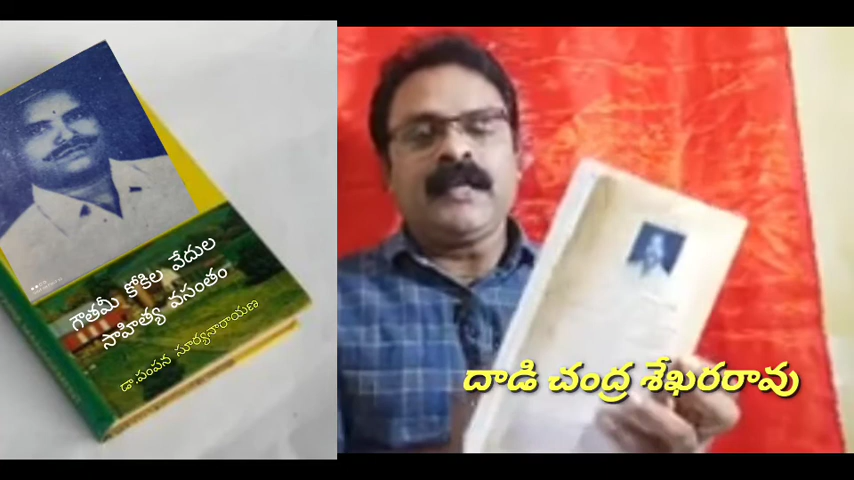 గౌతమీ కోకిల వేదుల
సాహిత్య వసంతం
డా.పంపన సూర్యనారాయణ
దాడి చంద్ర శేఖరరావు